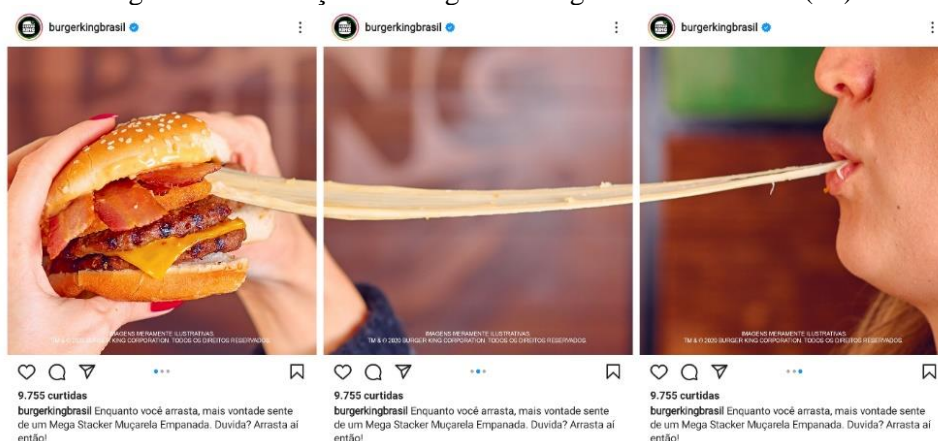 burgerkingbrasil
IMAGENS MERAMENTE ILUSTRATIVAS.
TM & © 2020 BURGER KING CORPORATION. TODOS OS DIREITOS RESERVADOS.
9.755 curtidas
burgerkingbrasil Enquanto você arrasta, mais vontade sente
de um Mega Stacker Muçarela Empanada. Duvida? Arrasta aí
então!
burgerkingbrasil
IMAGENS MERAMENTE ILUSTRATIVAS.
TM & © 2020 BURGER KING CORPORATION. TODOS OS DIREITOS RESERVADOS.
9.755 curtidas
burgerkingbrasil Enquanto você arrasta, mais vontade sente
de um Mega Stacker Muçarela Empanada. Duvida? Arrasta aí
então!
burgerkingbrasil
IMAGENS MERAMENTE ILUSTRATIVAS.
TM & © 2020 BURGER KING CORPORATION. TODOS OS DIREITOS RESERVADOS.
9.755 curtidas
burgerkingbrasil Enquanto você arrasta, mais vontade sente
de um Mega Stacker Muçarela Empanada. Duvida? Arrasta aí
então!